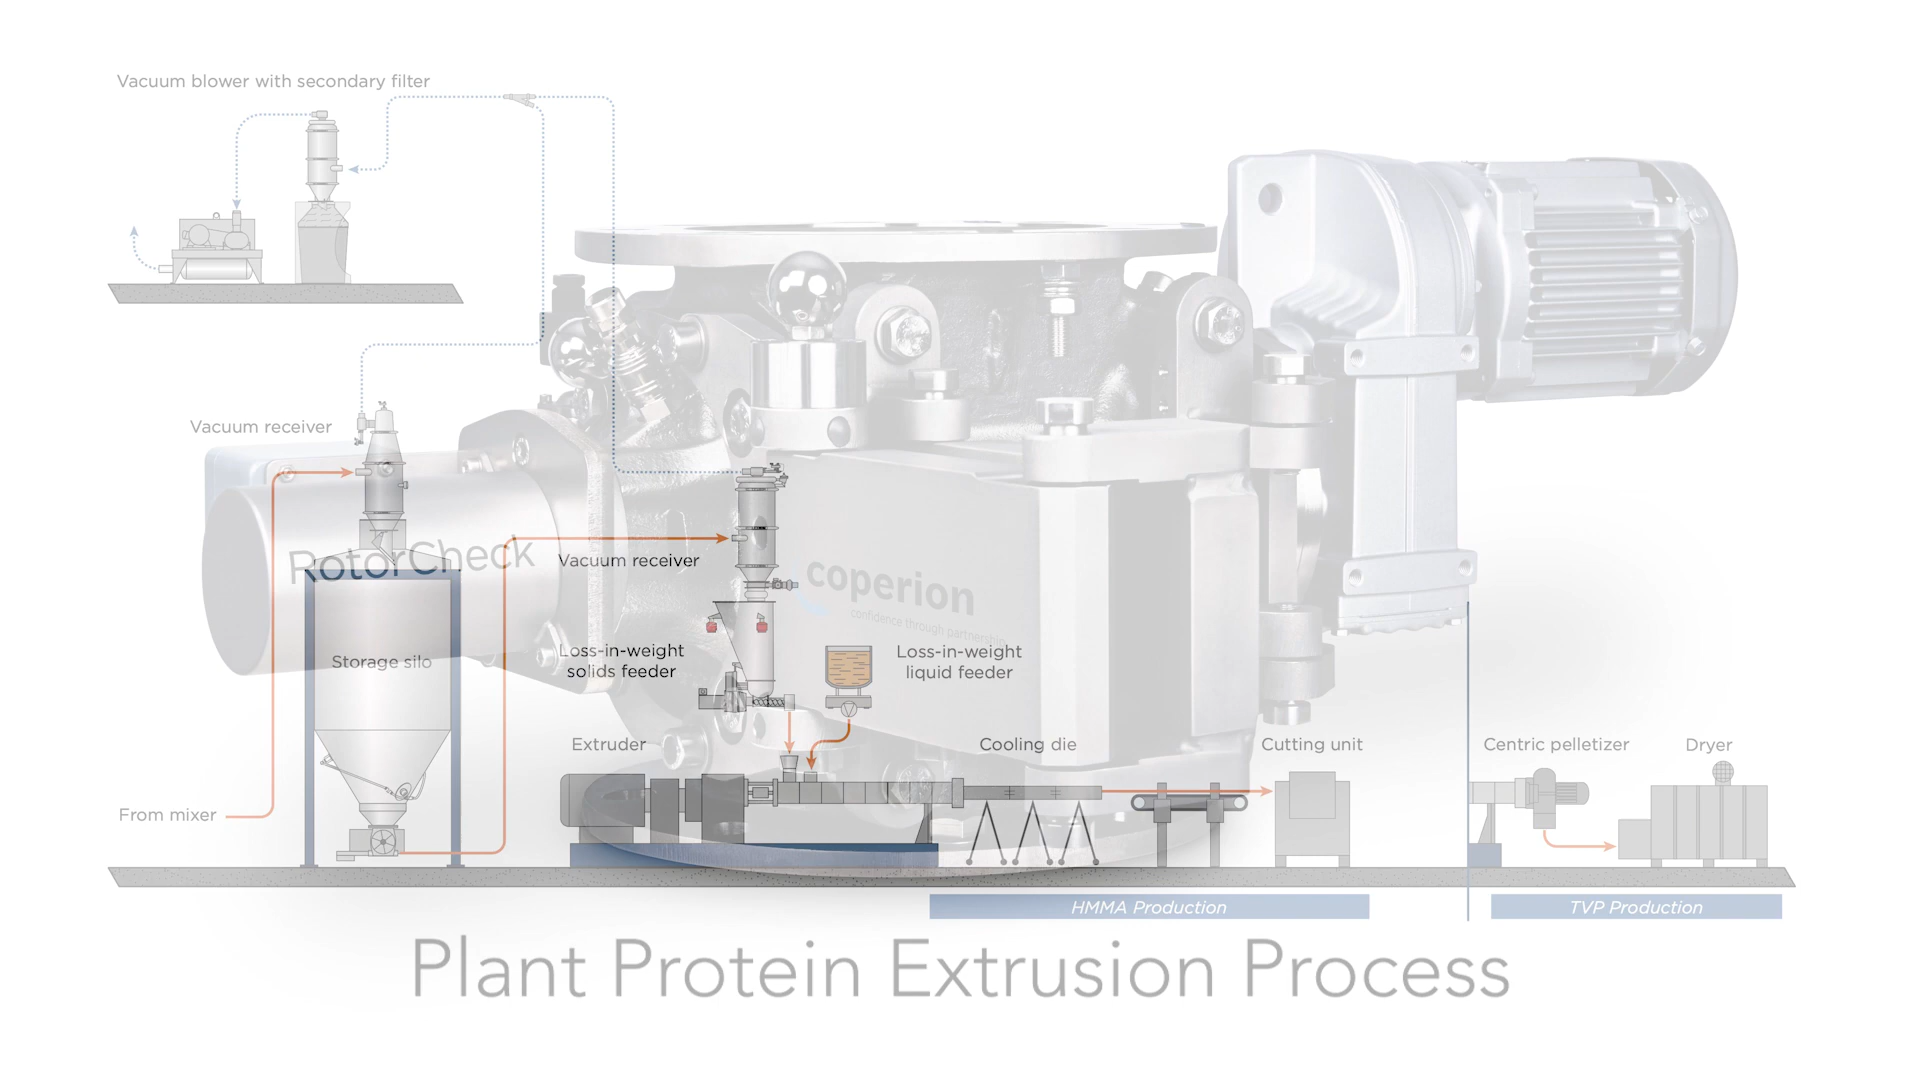 Vacuum blower with secondary filter
Vacuum receiver
RotorCheck
Vacuum receiver
coperion
confidence through partnership
Storage silo
Loss-in-weight
solids feeder
Loss-in-weight
liquid feeder
Extruder
Cooling die
Cutting unit
Centric pelletizer
Dryer
From mixer
HMMA Production
TVP Production
Plant Protein Extrusion Process